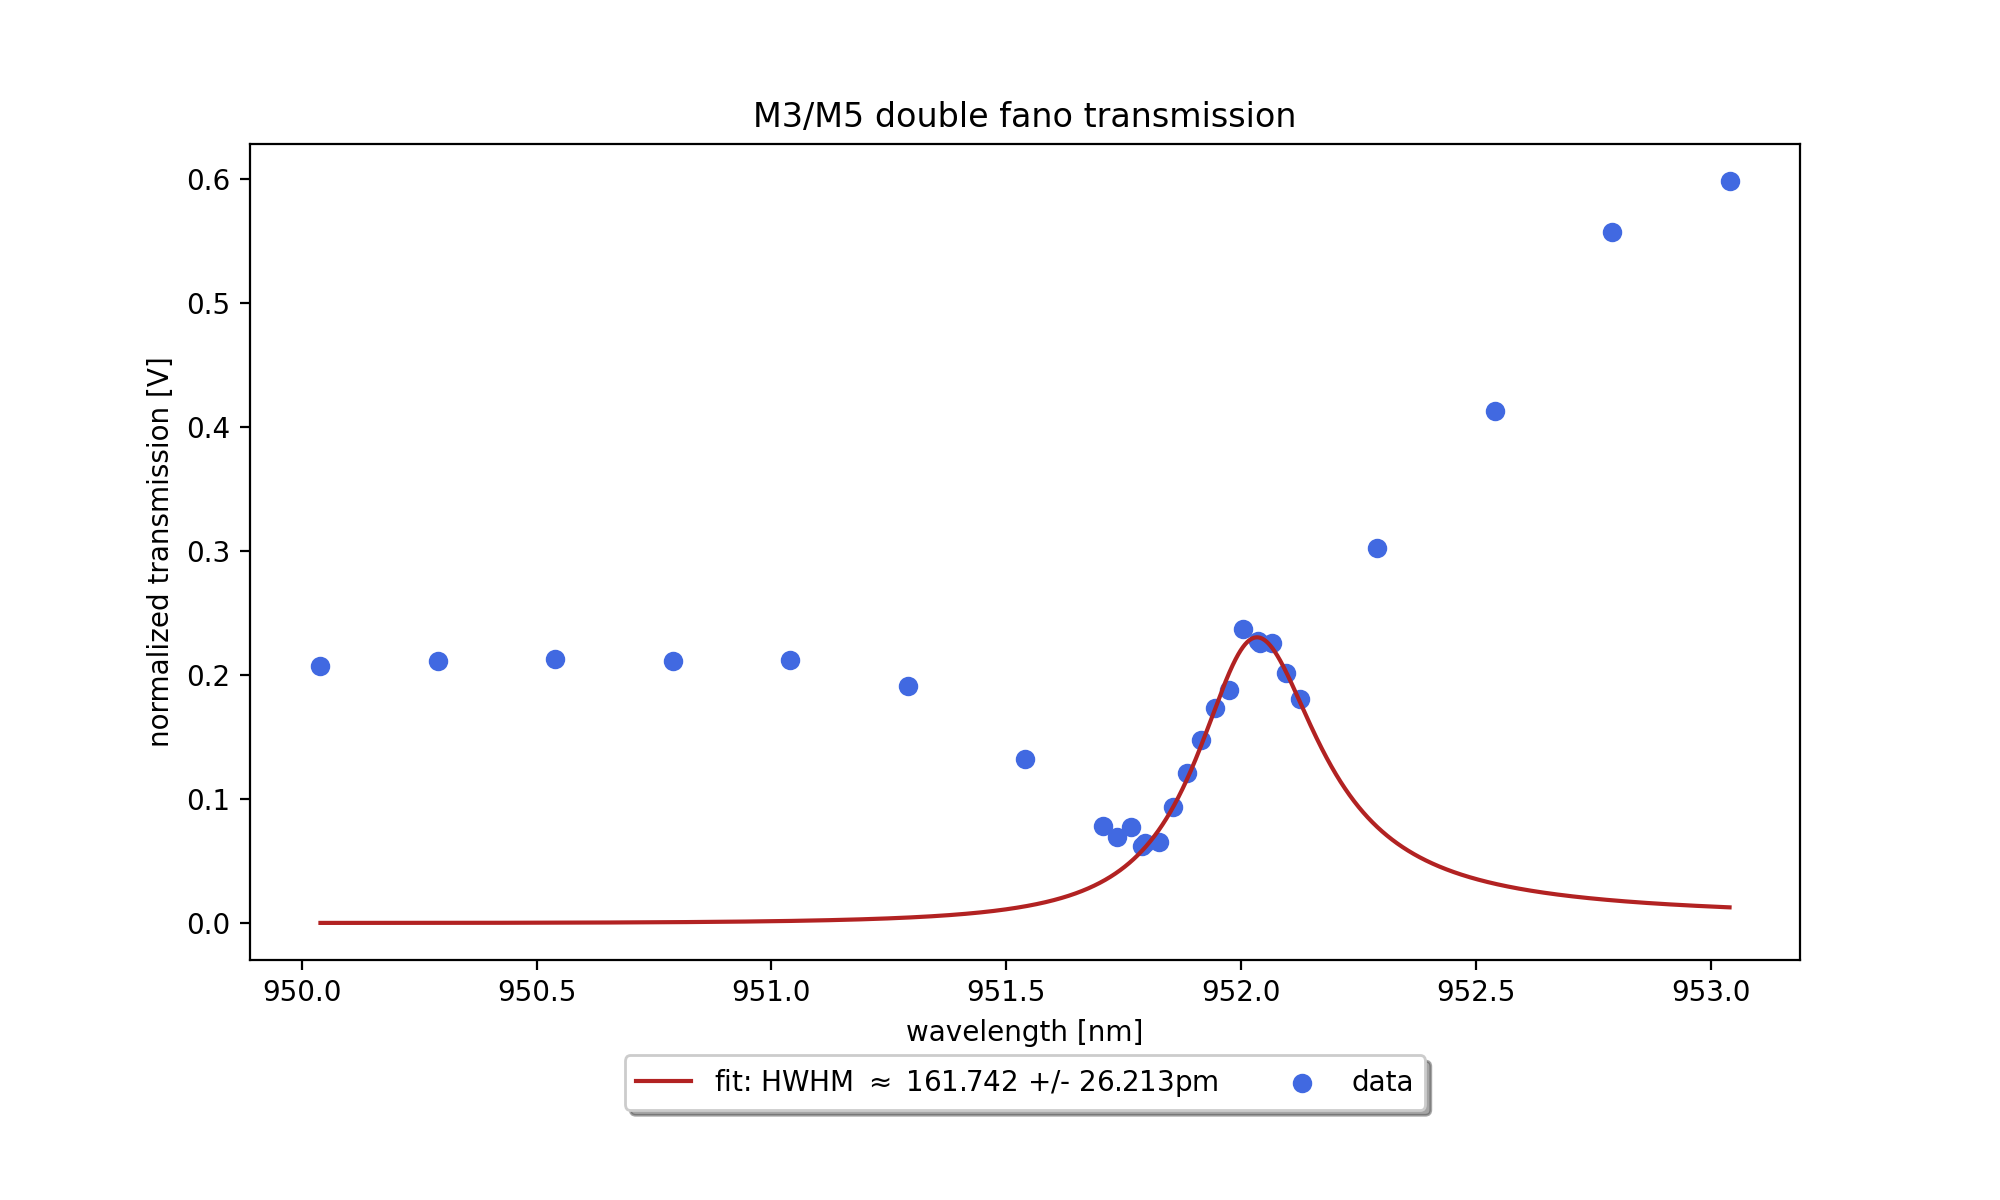 M3/M5 double fano transmission
normalized transmission [V]
0.6
0.5
0.4
0.3
0.2
0.1
0.0
950.0 950.5 951.0 951.5 952.0 952.5 953.0
wavelength [nm]
fit: HWHM ≈ 161.742 +/- 26.213pm data